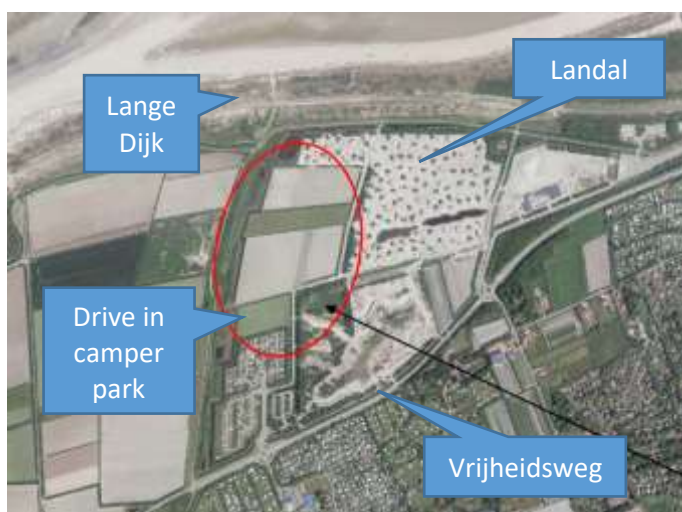 Landal
Lange
Dijk
Drive in
camper
park
Vrijheidsweg